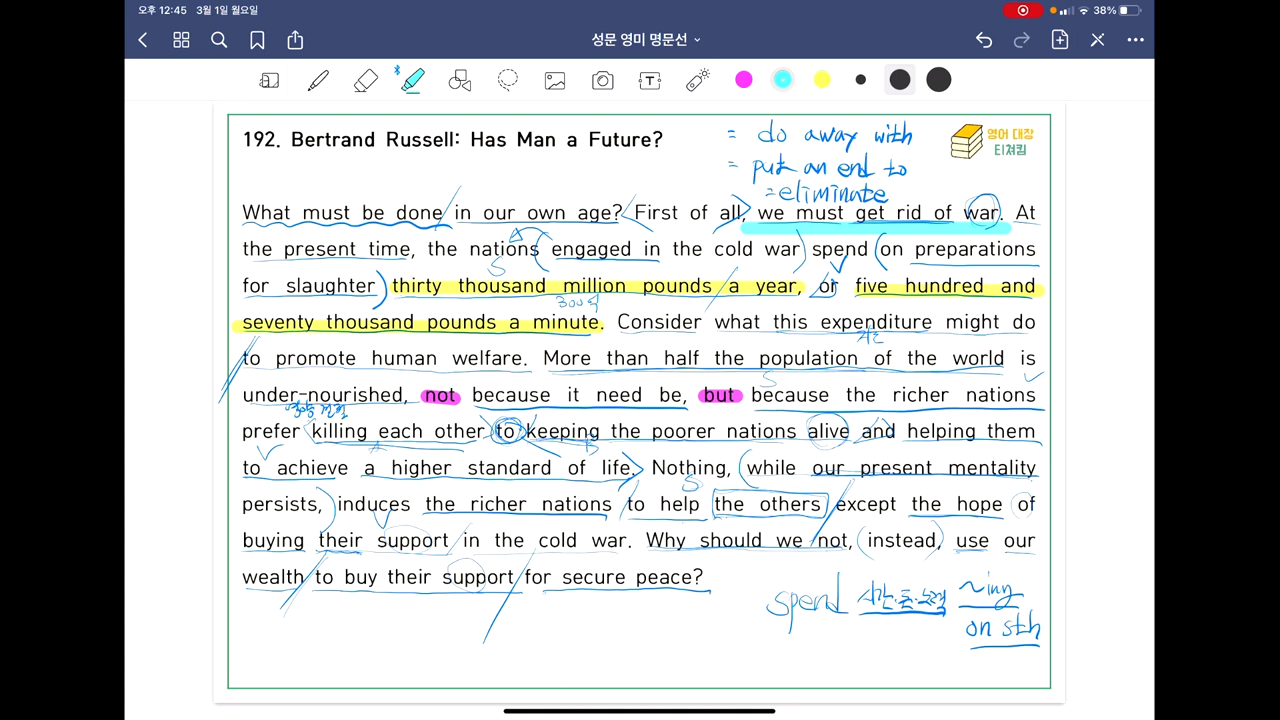 오후 12:45 3월 1일 월요일
38%
성문 영미 명문선
192. Bertrand Russell: Has Man a Future?
= do away with
영어 대장
티쳐킴
= put an end to
= eliminate
What must be done in our own age? First of all, we must get rid of war. At
the present time, the nations engaged in the cold war spend on preparations
S
for slaughter thirty thousand million pounds a year, or five hundred and
300억
seventy thousand pounds a minute. Consider what this expenditure might do
지출
to promote human welfare. More than half the population of the world is
S
under-nourished, not because it need be, but because the richer nations
prefer killing each other to keeping the poorer nations alive and helping them
A B
to achieve a higher standard of life. Nothing, while our present mentality
S
persists, induces the richer nations to help the others except the hope of
buying their support in the cold war. Why should we not, instead, use our
wealth to buy their support for secure peace?
spend 시간·돈·노력 ~ing
on sth